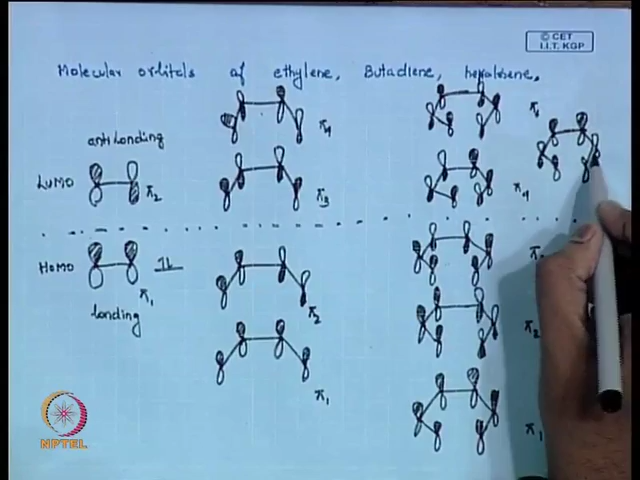 © CET
I.I.T. KGP
Molecular orbitals of ethylene, Butadiene, hexatriene,
antibonding
LUMO
π2
HOMO
π1
bonding
π4
π3
π2
π1
π4
π2
π1
NPTEL